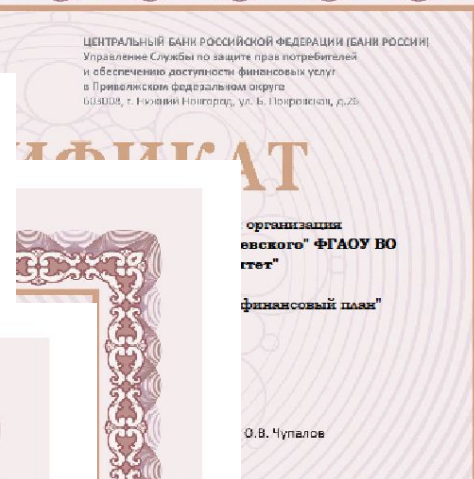 ЦЕНТРАЛЬНЫЙ БАНК РОССИЙСКОЙ ФЕДЕРАЦИИ (БАНК РОССИИ)
Управление Службы по защите прав потребителей
и обеспечению доступности финансовых услуг
в Приволжском федеральном округе
603008, г. Нижний Новгород, ул. Б. Покровская, д.26
ИФИКАТ
организация
евского" ФГАОУ ВО
тет"
финансовый план"
О.В. Чупалов